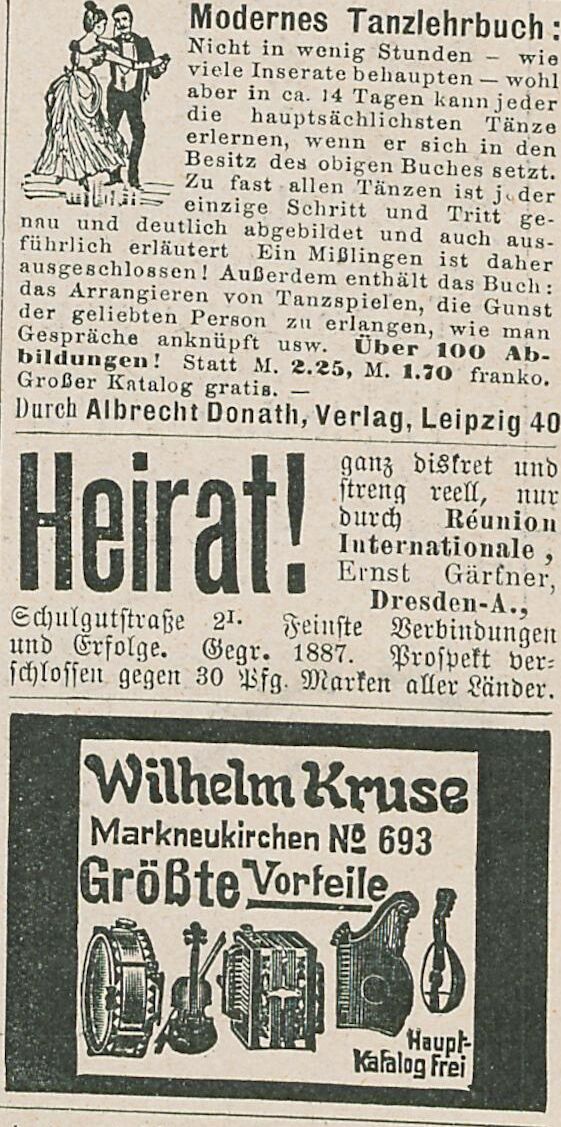 Modernes Tanzlehrbuch:
Nicht in wenig Stunden — wie
viele Inserate behaupten — wohl
aber in ca. 14 Tagen kann jeder
die hauptsächlichsten Tänze
erlernen, wenn er sich in den
Besitz des obigen Buches setzt.
Zu fast allen Tänzen ist jeder
einzige Schritt und Tritt ge-
nau und deutlich abgebildet und auch aus-
führlich erläutert Ein Mißlingen ist daher
ausgeschlossen! Außerdem enthält das Buch:
das Arrangieren von Tanzspielen, die Gunst
der geliebten Person zu erlangen, wie man
Gespräche anknüpft usw. Über 100 Ab-
bildungen! Statt M. 2.25, M. 1.70 franko.
Großer Katalog gratis. —
Durch Albrecht Donath, Verlag, Leipzig 40
Heirat!
ganz diskret und
streng reell, nur
durch Réunion
Internationale,
Ernst Gärtner,
Dresden-A.,
Schulgutstraße 2I. Feinste Verbindungen
und Erfolge. Gegr. 1887. Prospekt ver-
schlossen gegen 30 Pfg. Marken aller Länder.
Wilhelm Kruse
Markneukirchen No 693
Größte Vorteile
Haupt-
Katalog frei